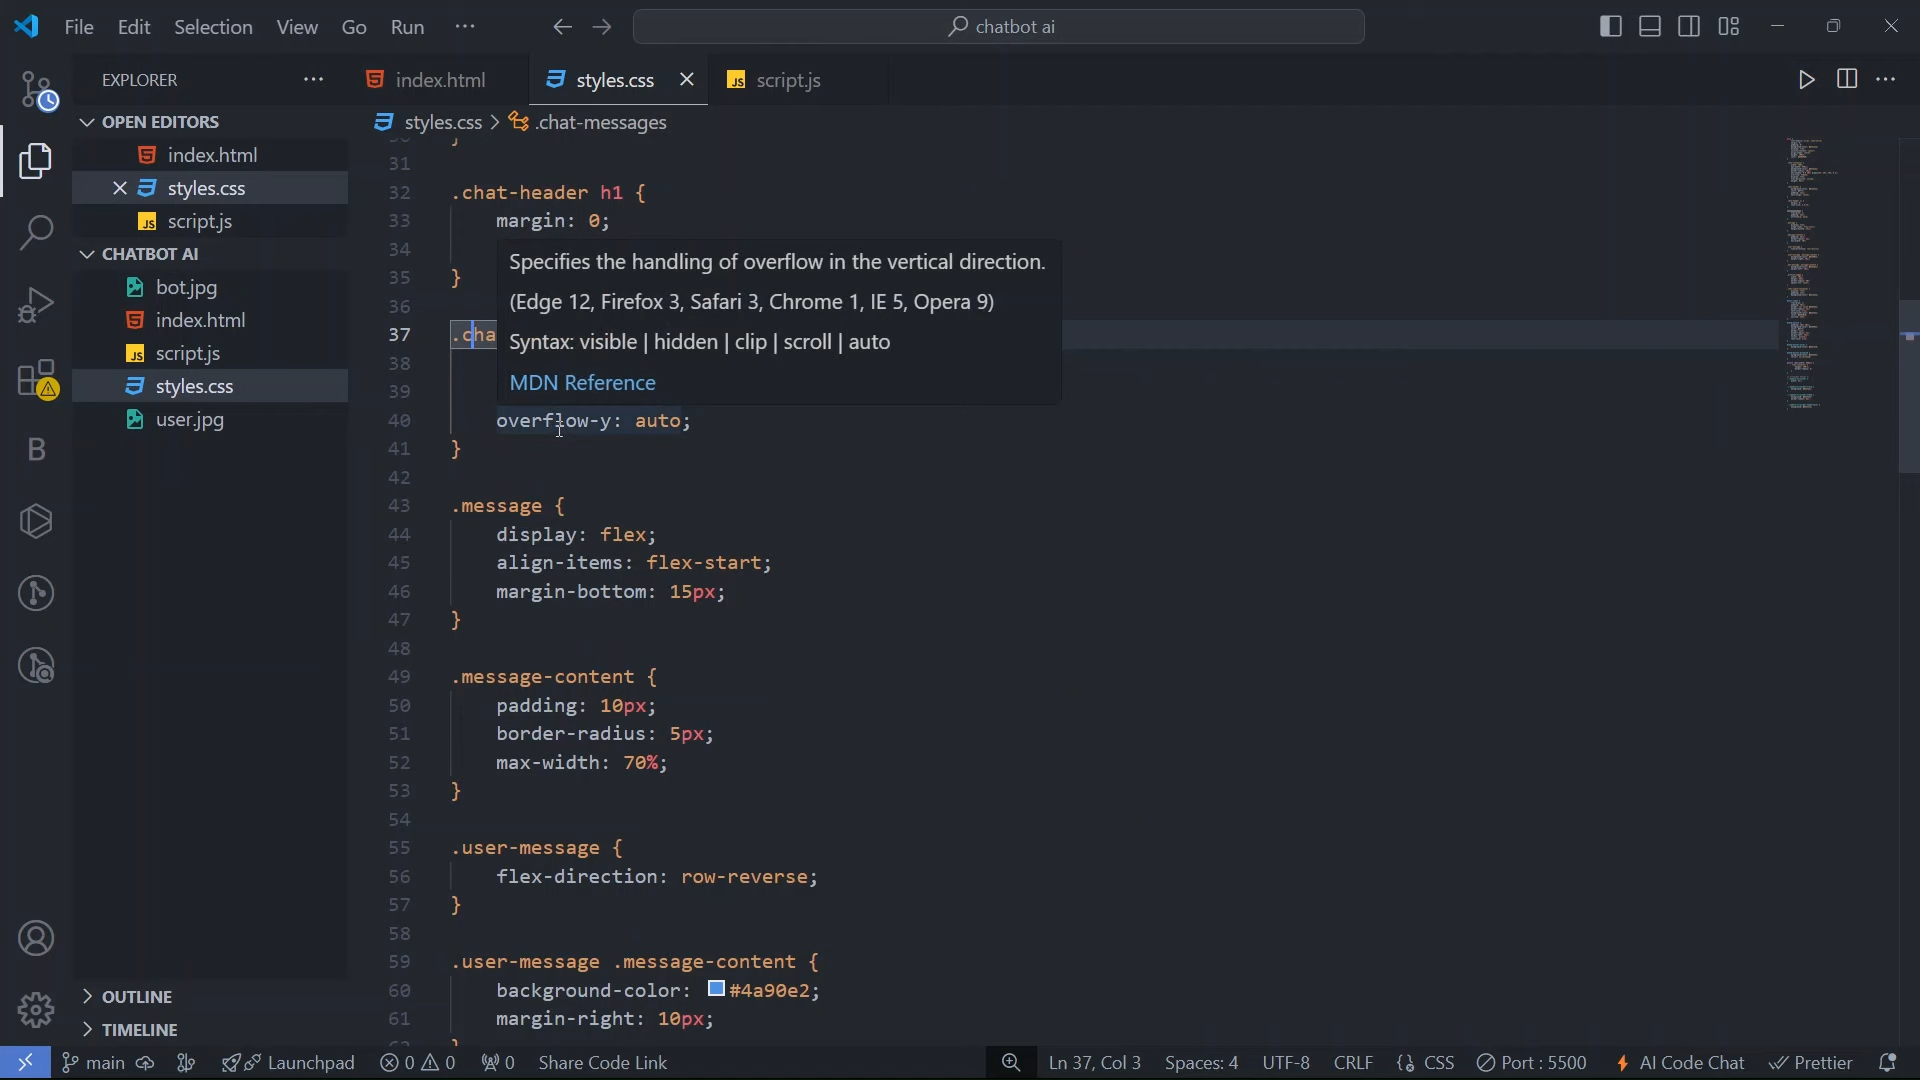 File Edit Selection View Go Run ··· chatbot ai
EXPLORER ···
index.html
styles.css
JS script.js
···
OPEN EDITORS
index.html
styles.css
JS script.js
CHATBOT AI
bot.jpg
index.html
JS script.js
styles.css
user.jpg
B
OUTLINE
TIMELINE
styles.css > .chat-messages
31
32 .chat-header h1 {
33 margin: 0;
34
35 }
36
37 .cha
38
39
40 overflow-y: auto;
41 }
42
43 .message {
44 display: flex;
45 align-items: flex-start;
46 margin-bottom: 15px;
47 }
48
49 .message-content {
50 padding: 10px;
51 border-radius: 5px;
52 max-width: 70%;
53 }
54
55 .user-message {
56 flex-direction: row-reverse;
57 }
58
59 .user-message .message-content {
60 background-color: #4a90e2;
61 margin-right: 10px;
Specifies the handling of overflow in the vertical direction.
(Edge 12, Firefox 3, Safari 3, Chrome 1, IE 5, Opera 9)
Syntax: visible | hidden | clip | scroll | auto
MDN Reference
main Launchpad 0 0 0 Share Code Link Ln 37, Col 3 Spaces: 4 UTF-8 CRLF {} CSS Port : 5500 AI Code Chat Prettier